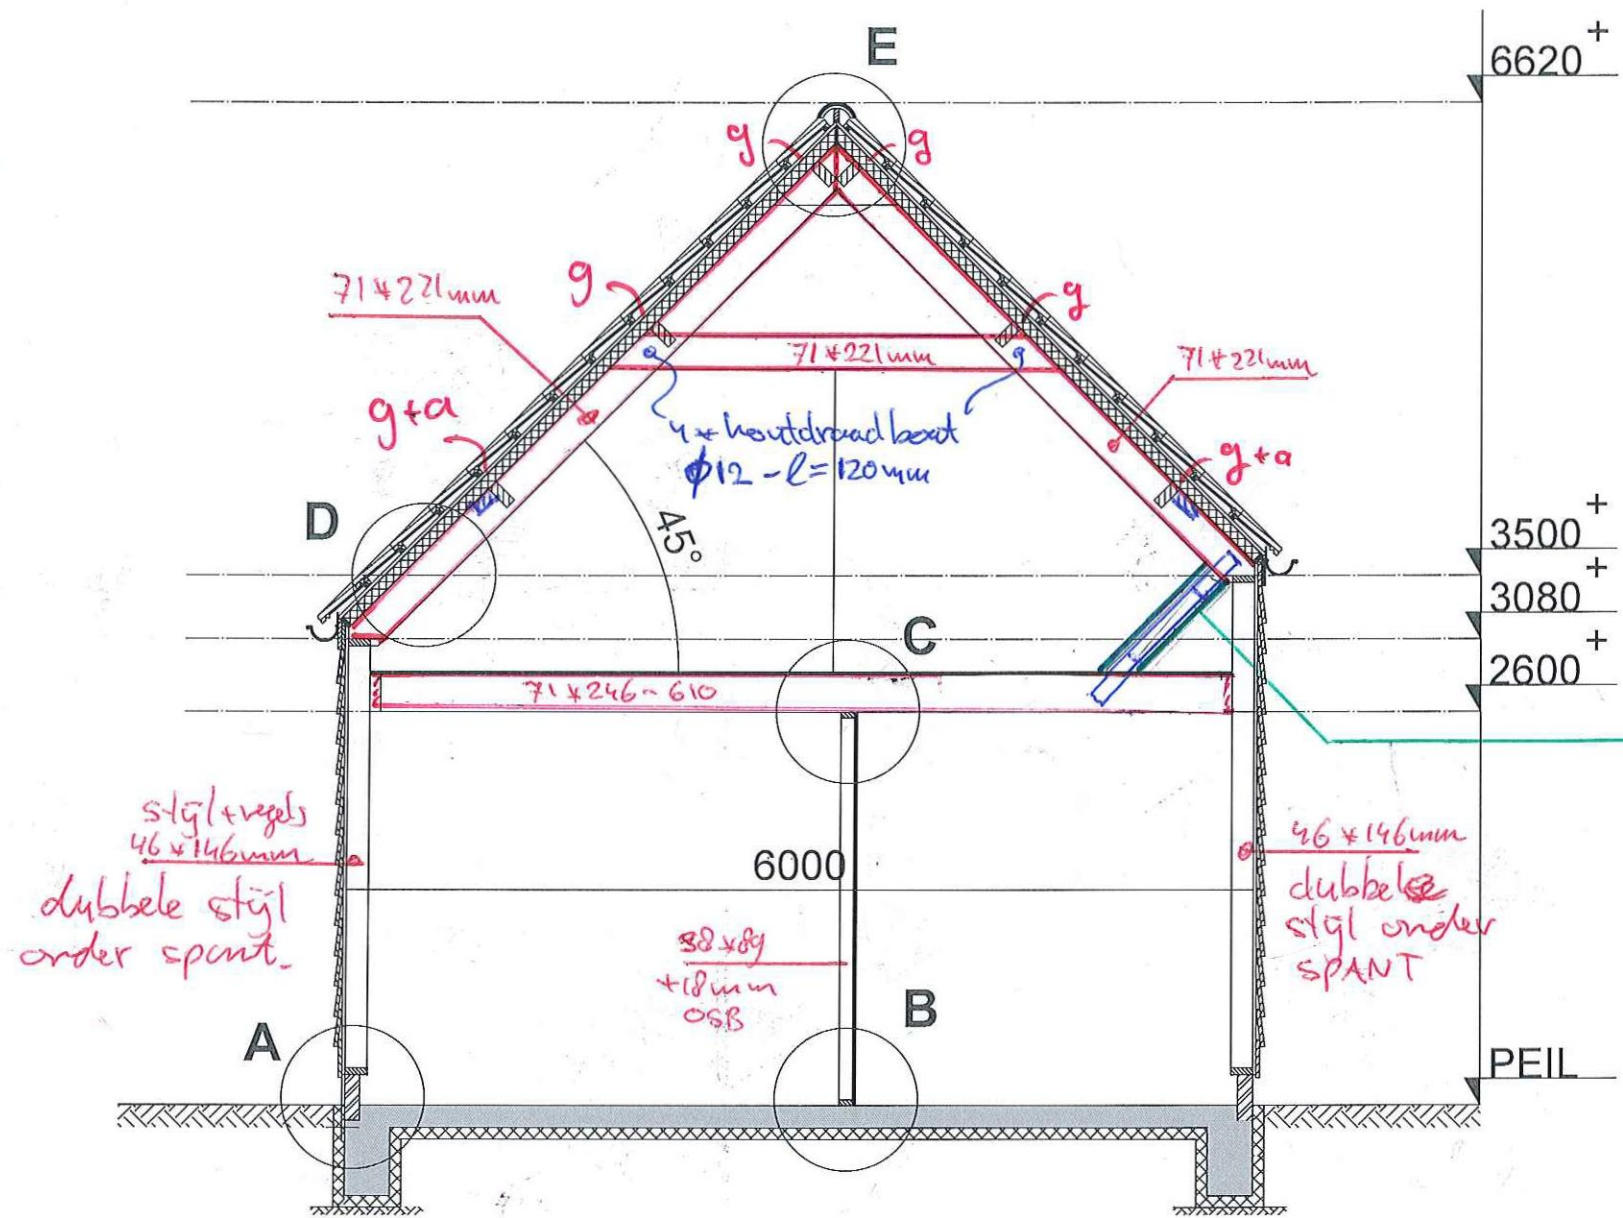 E
6620+
g
g
71*221mm
g
g
71*221mm
71*221mm
g+a
4* houtdraadbout
ϕ12 - l=120mm
g+a
D
45°
3500+
3080+
2600+
C
71*246~610
stijl+regels
46*146mm
dubbele stijl
onder spant.
6000
46*146mm
dubbele
stijl onder
SPANT
38*89
+18mm
OSB
A
B
PEIL